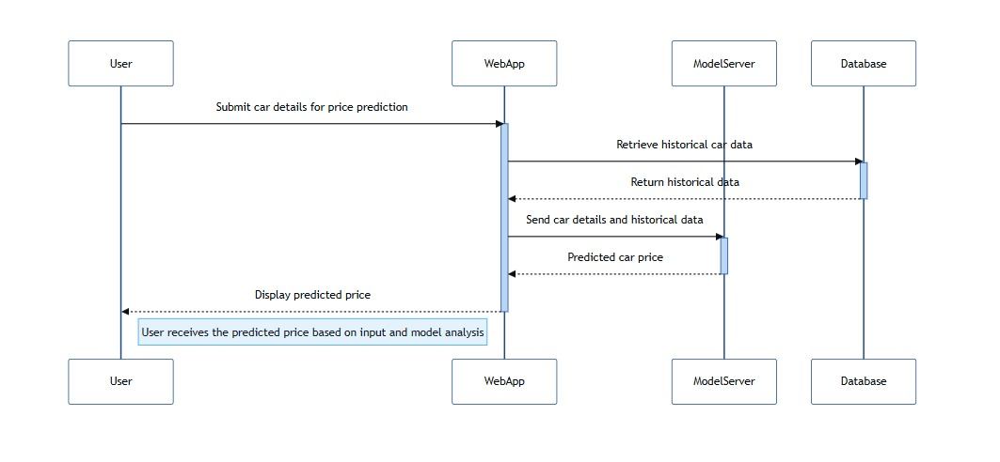 User
WebApp
ModelServer
Database
Submit car details for price prediction
Retrieve historical car data
Return historical data
Send car details and historical data
Predicted car price
Display predicted price
User receives the predicted price based on input and model analysis
User
WebApp
ModelServer
Database